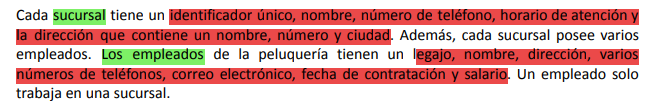 Cada sucursal tiene un identificador único, nombre, número de teléfono, horario de atención y
la dirección que contiene un nombre, número y ciudad. Además, cada sucursal posee varios
empleados. Los empleados de la peluquería tienen un legajo, nombre, dirección, varios
números de teléfonos, correo electrónico, fecha de contratación y salario. Un empleado solo
trabaja en una sucursal.